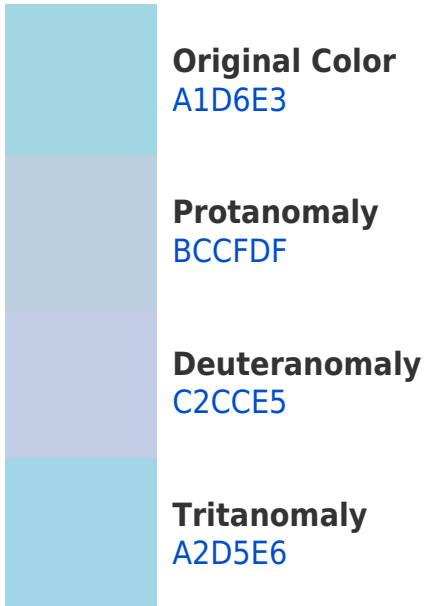 Original Color
A1D6E3
Protanomaly
BCCFDF
Deuteranomaly
C2CCE5
Tritanomaly
A2D5E6